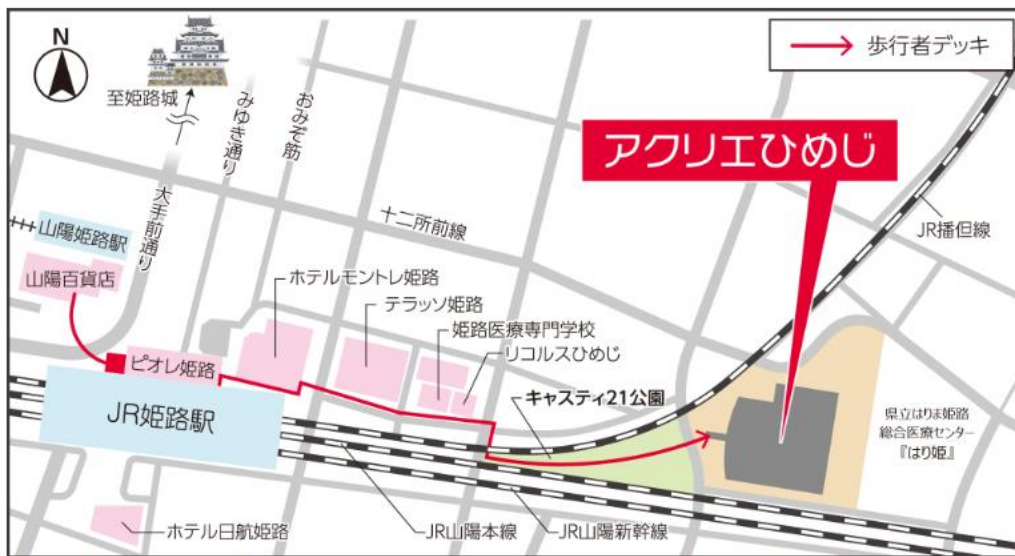 N
歩行者デッキ
至姫路城
みゆき通り
おみぞ筋
アクリエひめじ
大手前通り
十二所前線
山陽姫路駅
JR播但線
山陽百貨店
ホテルモントレ姫路
テラッソ姫路
姫路医療専門学校
リコルスひめじ
ピオレ姫路
キャスティ21公園
JR姫路駅
県立はりま姫路
総合医療センター
『はり姫』
ホテル日航姫路
JR山陽本線
JR山陽新幹線